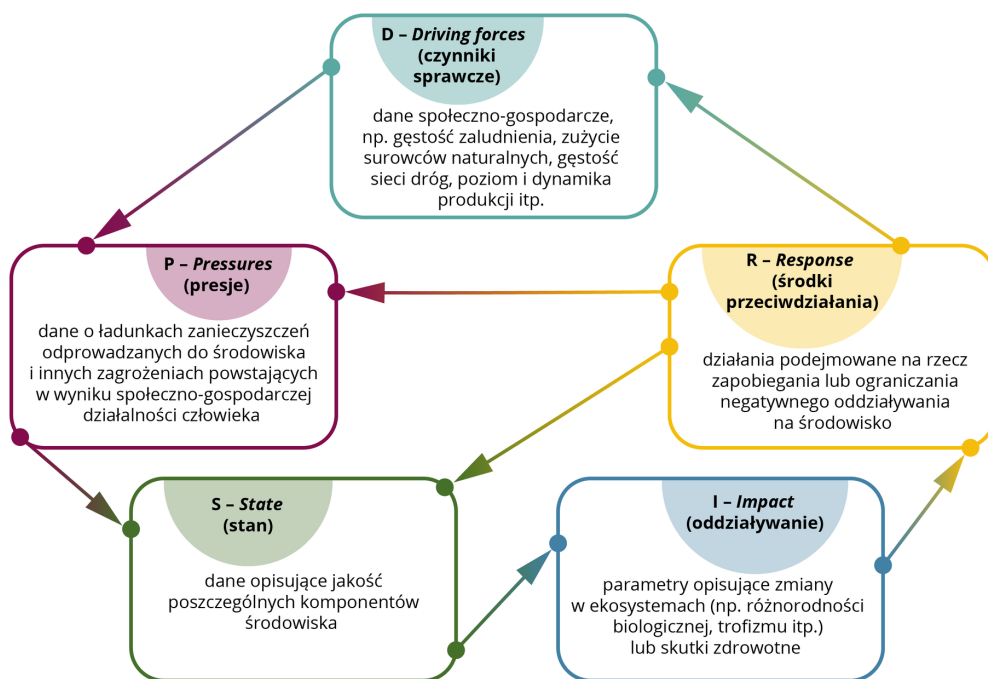 D – Driving forces
(czynniki
sprawcze)
dane społeczno-gospodarcze,
np. gęstość zaludnienia, zużycie
surowców naturalnych, gęstość
sieci dróg, poziom i dynamika
produkcji itp.
P – Pressures
(presje)
dane o ładunkach zanieczyszczeń
odprowadzanych do środowiska
i innych zagrożeniach powstających
w wyniku społeczno-gospodarczej
działalności człowieka
R – Response
(środki
przeciwdziałania)
działania podejmowane na rzecz
zapobiegania lub ograniczania
negatywnego oddziaływania
na środowisko
S – State
(stan)
dane opisujące jakość
poszczególnych komponentów
środowiska
I – Impact
(oddziaływanie)
parametry opisujące zmiany
w ekosystemach (np. różnorodności
biologicznej, trofizmu itp.)
lub skutki zdrowotne